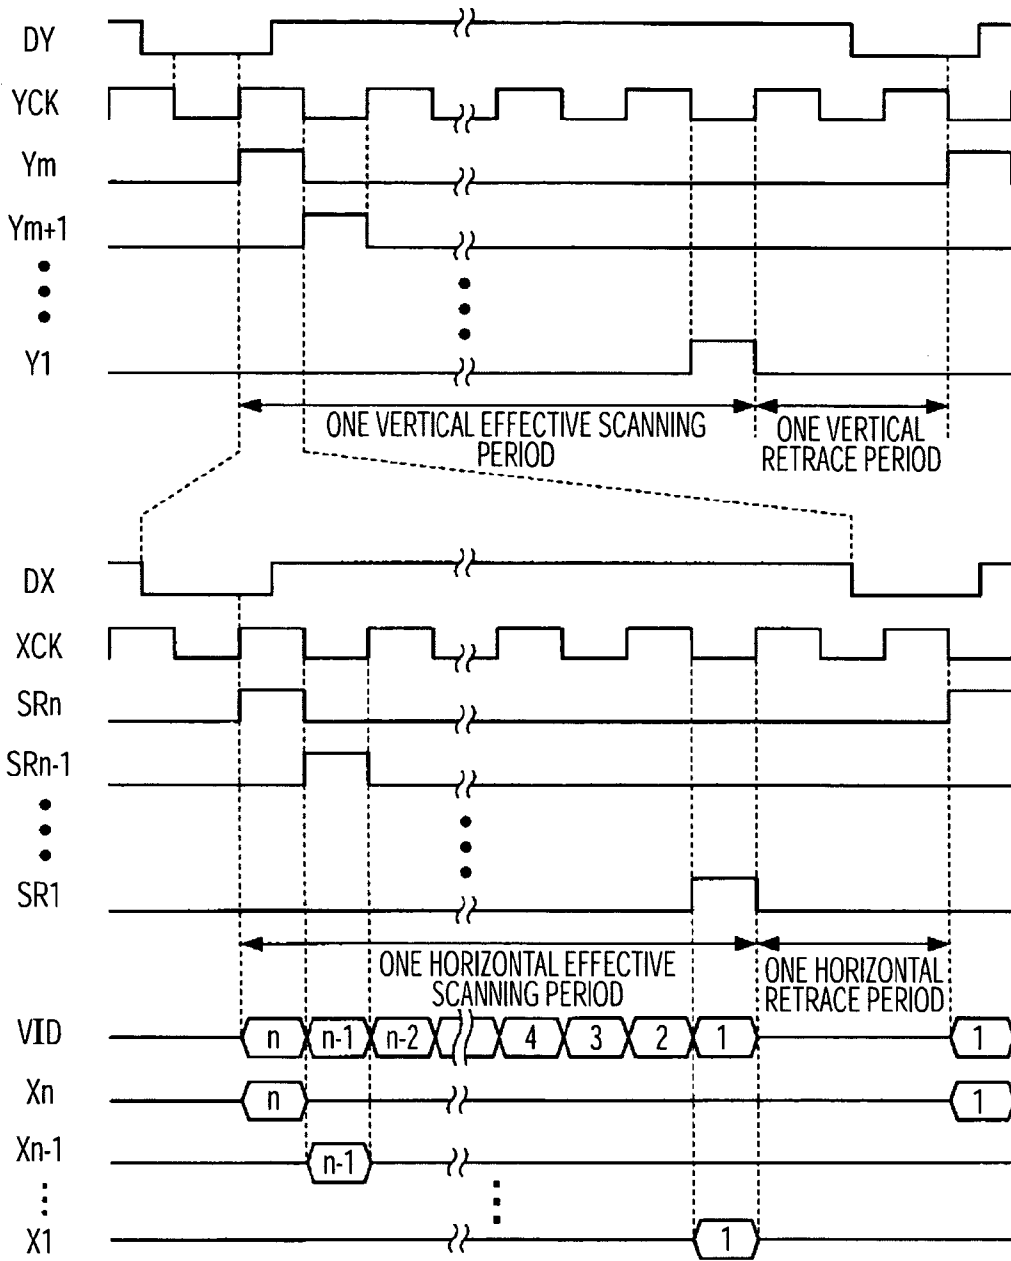 DY
YCK
Ym
Ym+1
Y1
ONE VERTICAL EFFECTIVE SCANNING
PERIOD
ONE VERTICAL
RETRACE PERIOD
DX
XCK
SRn
SRn-1
SR1
ONE HORIZONTAL EFFECTIVE
SCANNING PERIOD
ONE HORIZONTAL
RETRACE PERIOD
VID n n-1 n-2 4 3 2 1 1
Xn n 1
Xn-1 n-1
X1 1